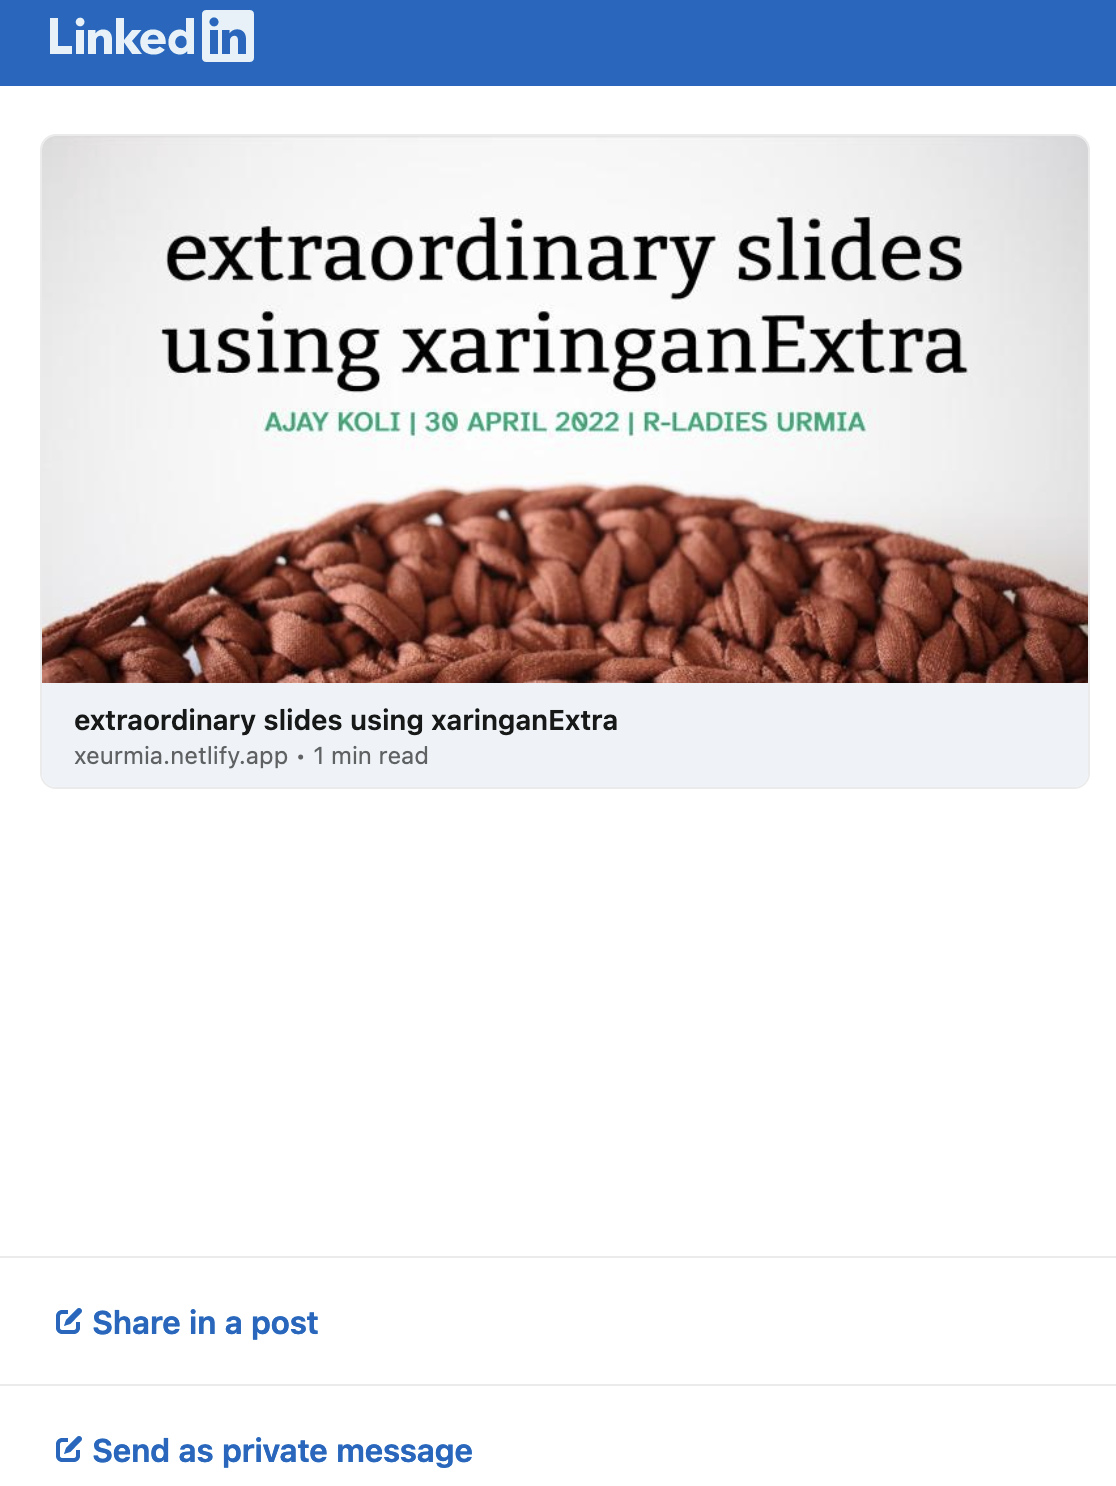 Linkedin
extraordinary slides
using xaringanExtra
AJAY KOLI | 30 APRIL 2022 | R-LADIES URMIA
extraordinary slides using xaringanExtra
xeurmia.netlify.app • 1 min read
Share in a post
Send as private message